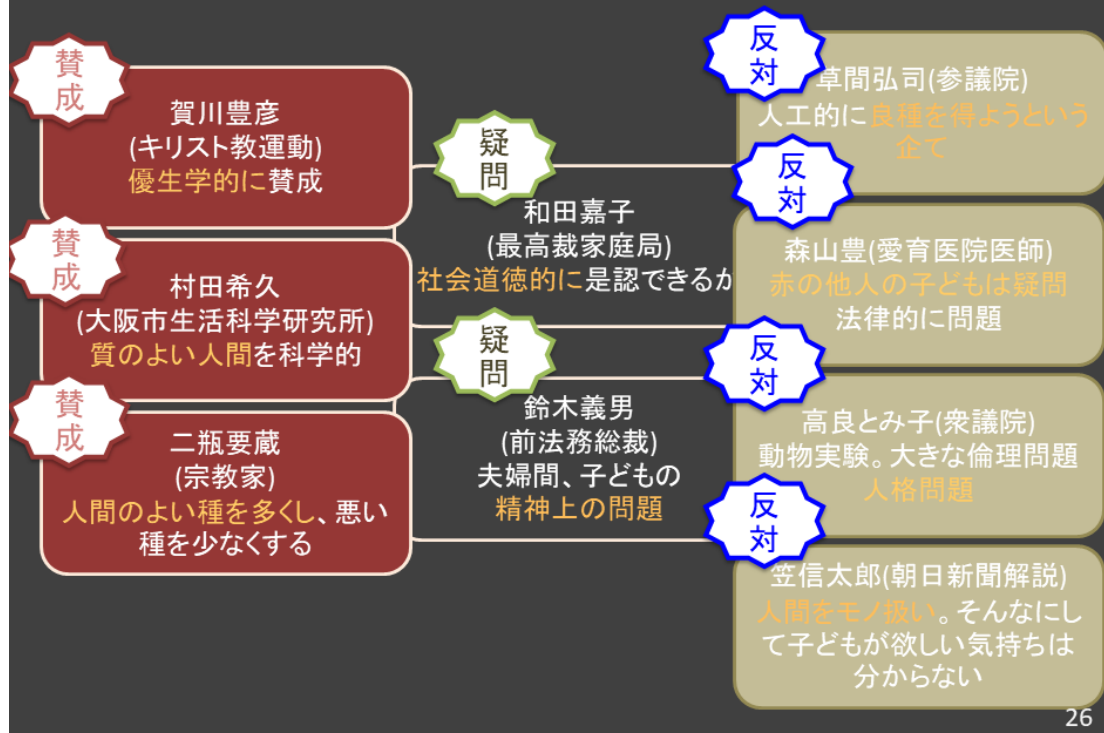 賛
成
賀川豊彦
(キリスト教運動)
優生学的に賛成
賛
成
村田希久
(大阪市生活科学研究所)
質のよい人間を科学的
賛
成
二瓶要蔵
(宗教家)
人間のよい種を多くし、悪い
種を少なくする
疑
問
和田嘉子
(最高裁家庭局)
社会道徳的に是認できるか
疑
問
鈴木義男
(前法務総裁)
夫婦間、子どもの
精神上の問題
反
対
草間弘司(参議院)
人工的に良種を得ようという
企て
反
対
森山豊(愛育医院医師)
赤の他人の子どもは疑問
法律的に問題
反
対
高良とみ子(衆議院)
動物実験。大きな倫理問題
人格問題
反
対
笠信太郎(朝日新聞解説)
人間をモノ扱い。そんなにし
て子どもが欲しい気持ちは
分からない
26